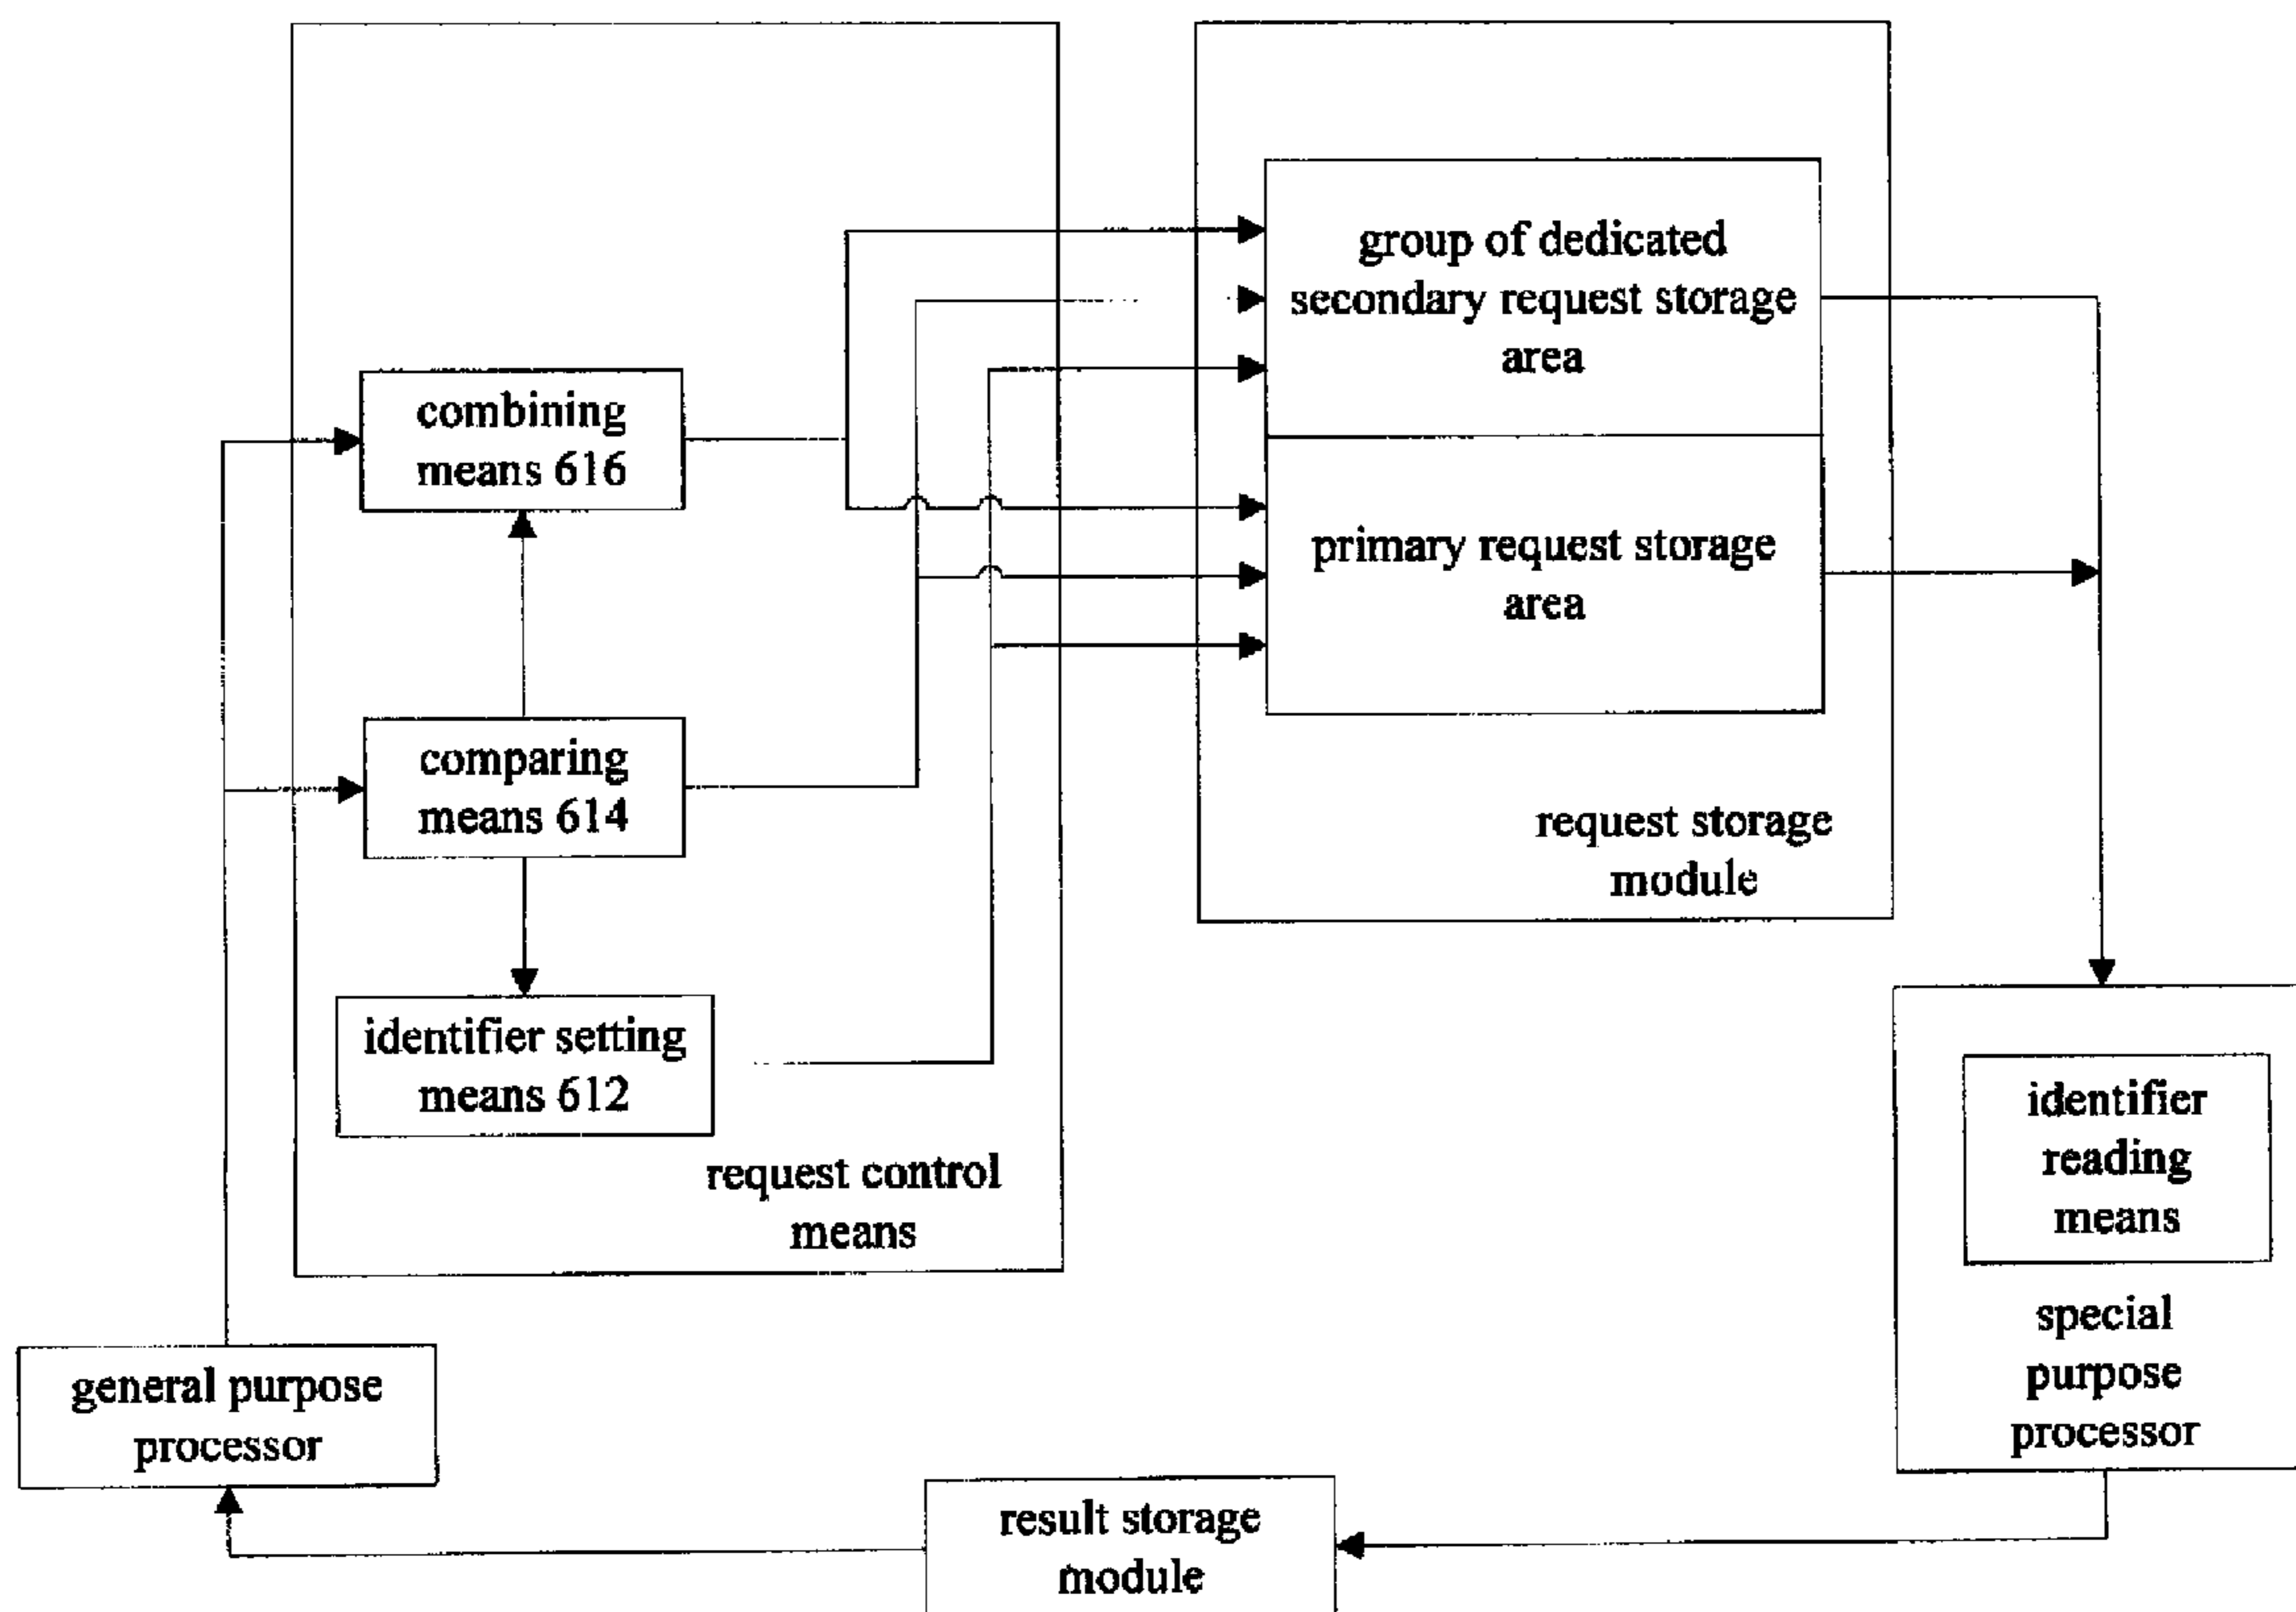 group of dedicated
secondary request storage
area
combining
means 616
primary request storage
area
comparing
means 614
request storage
module
identifier setting
means 612
identifier
reading
means
request control
means
special
purpose
processor
general purpose
processor
result storage
module